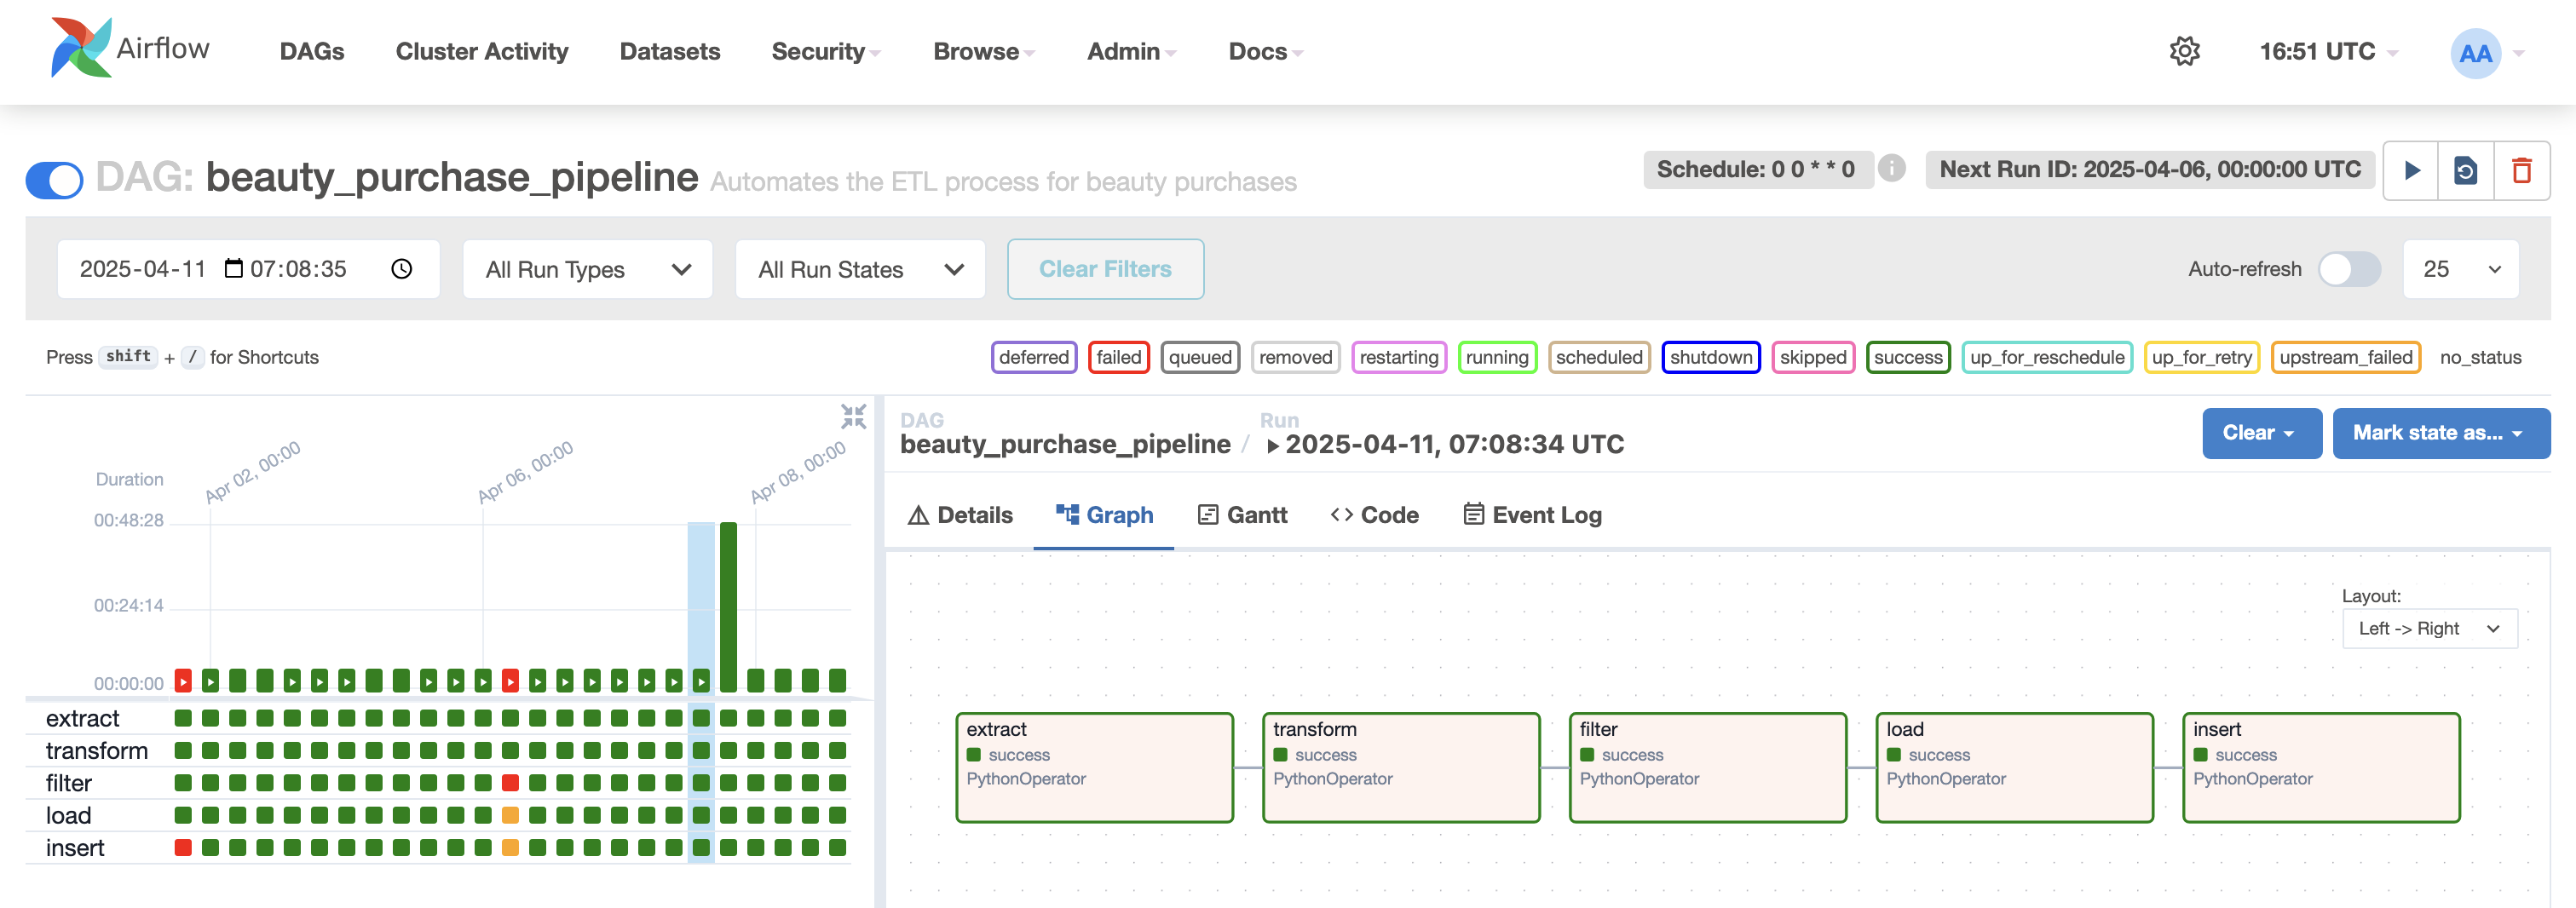 Airflow DAGs Cluster Activity Datasets Security Browse Admin Docs 16:51 UTC AA
DAG: beauty_purchase_pipeline Automates the ETL process for beauty purchases Schedule: 0 0 * * 0 i Next Run ID: 2025-04-06, 00:00:00 UTC
2025-04-11 07:08:35 All Run Types All Run States Clear Filters Auto-refresh 25
Press shift + / for Shortcuts deferred failed queued removed restarting running scheduled shutdown skipped success up_for_reschedule up_for_retry upstream_failed no_status
Duration
Apr 02, 00:00 Apr 06, 00:00 Apr 08, 00:00
00:48:28
00:24:14
00:00:00
extract
transform
filter
load
insert
DAG Run
beauty_purchase_pipeline / 2025-04-11, 07:08:34 UTC Clear Mark state as...
Details Graph Gantt Code Event Log
Layout:
Left -> Right
extract
success
PythonOperator
transform
success
PythonOperator
filter
success
PythonOperator
load
success
PythonOperator
insert
success
PythonOperator